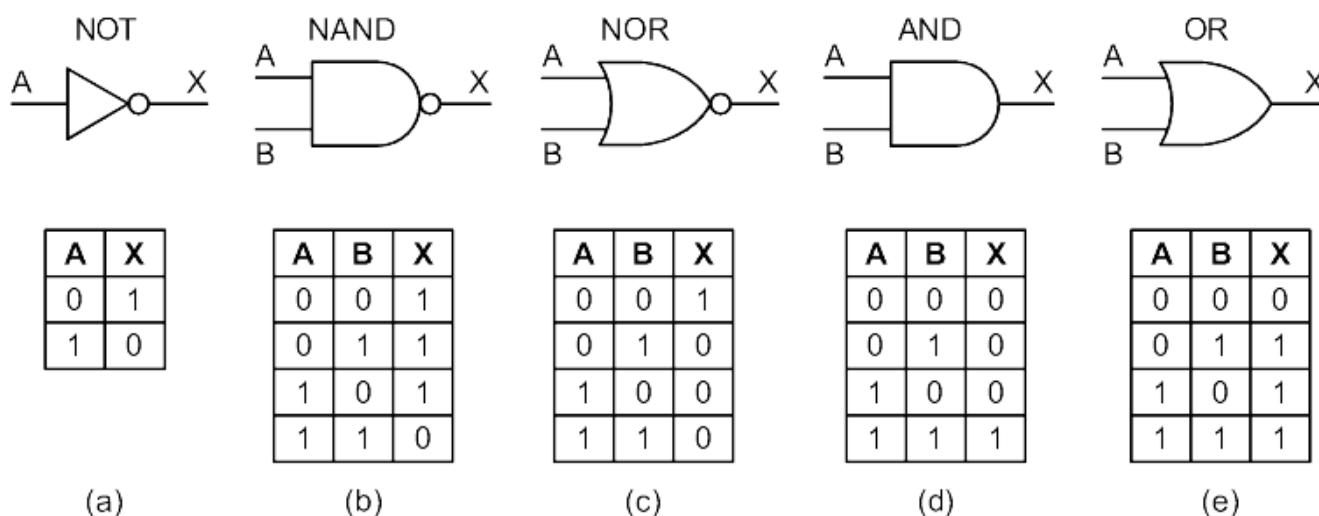 NOT NAND NOR AND OR
A X A X A X A X A X
B B B B
A X A B X A B X A B X A B X
0 1 0 0 1 0 0 1 0 0 0 0 0 0
1 0 0 1 1 0 1 0 0 1 0 0 1 1
1 0 1 1 0 0 1 0 0 1 0 1
1 1 0 1 1 0 1 1 1 1 1 1
(a) (b) (c) (d) (e)